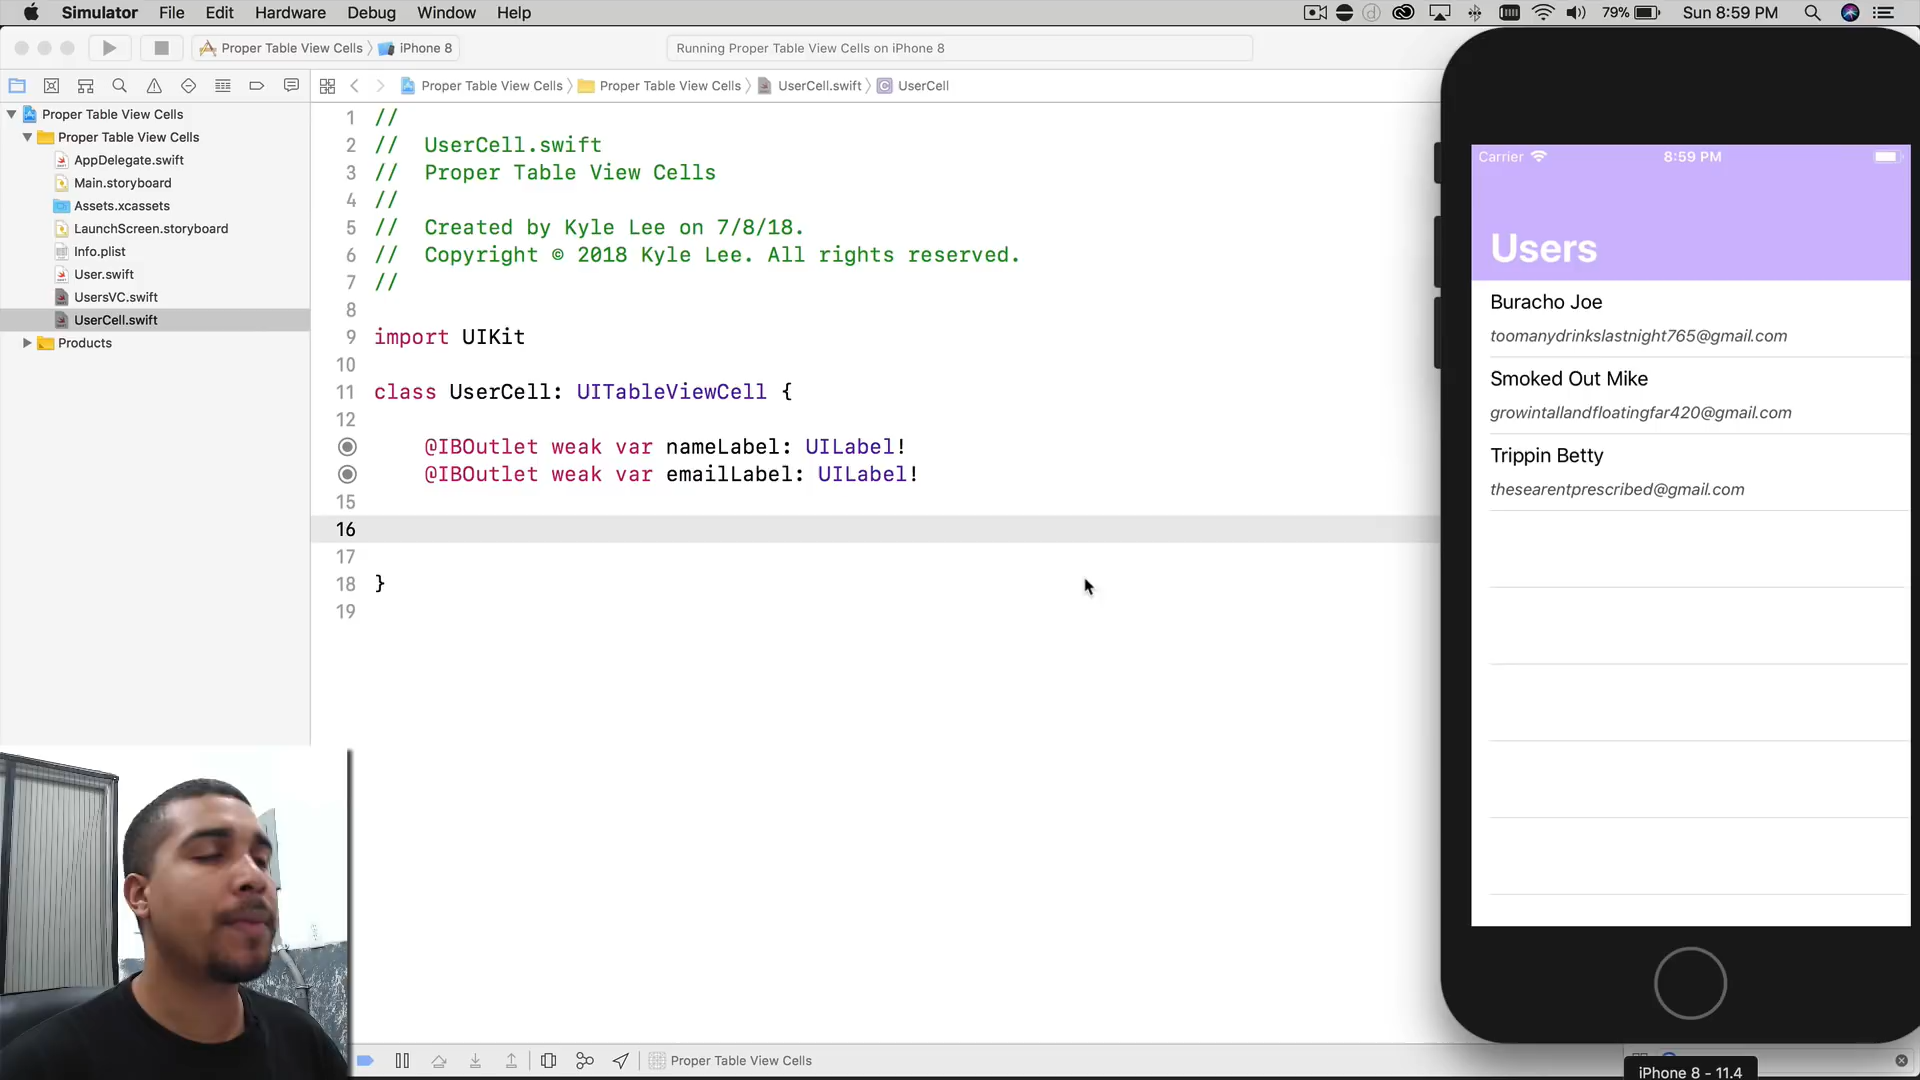 Simulator File Edit Hardware Debug Window Help 79% Sun 8:59 PM
Proper Table View Cells iPhone 8
Running Proper Table View Cells on iPhone 8
Proper Table View Cells Proper Table View Cells UserCell.swift C UserCell
Proper Table View Cells
Proper Table View Cells
AppDelegate.swift
Main.storyboard
Assets.xcassets
LaunchScreen.storyboard
Info.plist
User.swift
UsersVC.swift
UserCell.swift
Products
1 //
2 // UserCell.swift
3 // Proper Table View Cells
4 //
5 // Created by Kyle Lee on 7/8/18.
6 // Copyright © 2018 Kyle Lee. All rights reserved.
7 //
8
9 import UIKit
10
11 class UserCell: UITableViewCell {
12
@IBOutlet weak var nameLabel: UILabel!
@IBOutlet weak var emailLabel: UILabel!
15
16
17
18 }
19
Carrier 8:59 PM
Users
Buracho Joe
toomanydrinkslastnight765@gmail.com
Smoked Out Mike
growintallandfloatingfar420@gmail.com
Trippin Betty
thesearentprescribed@gmail.com
Proper Table View Cells
iPhone 8 - 11.4